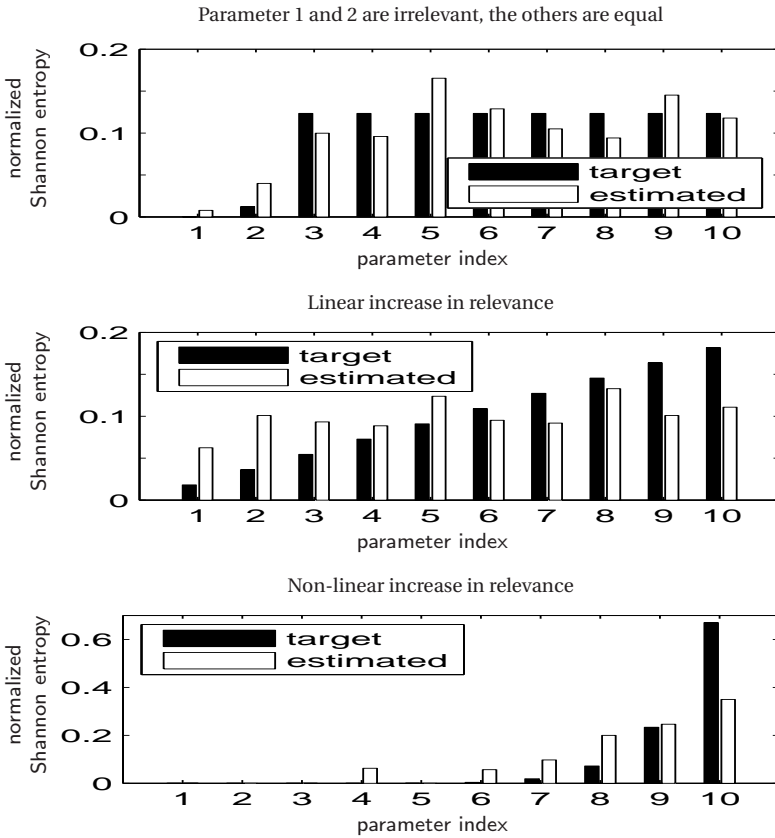 Parameter 1 and 2 are irrelevant, the others are equal
normalized
Shannon entropy
0.2
0.1
0
target
estimated
1 2 3 4 5 6 7 8 9 10
parameter index
Linear increase in relevance
normalized
Shannon entropy
0.2
0.1
0
target
estimated
1 2 3 4 5 6 7 8 9 10
parameter index
Non-linear increase in relevance
normalized
Shannon entropy
0.6
0.4
0.2
0
target
estimated
1 2 3 4 5 6 7 8 9 10
parameter index